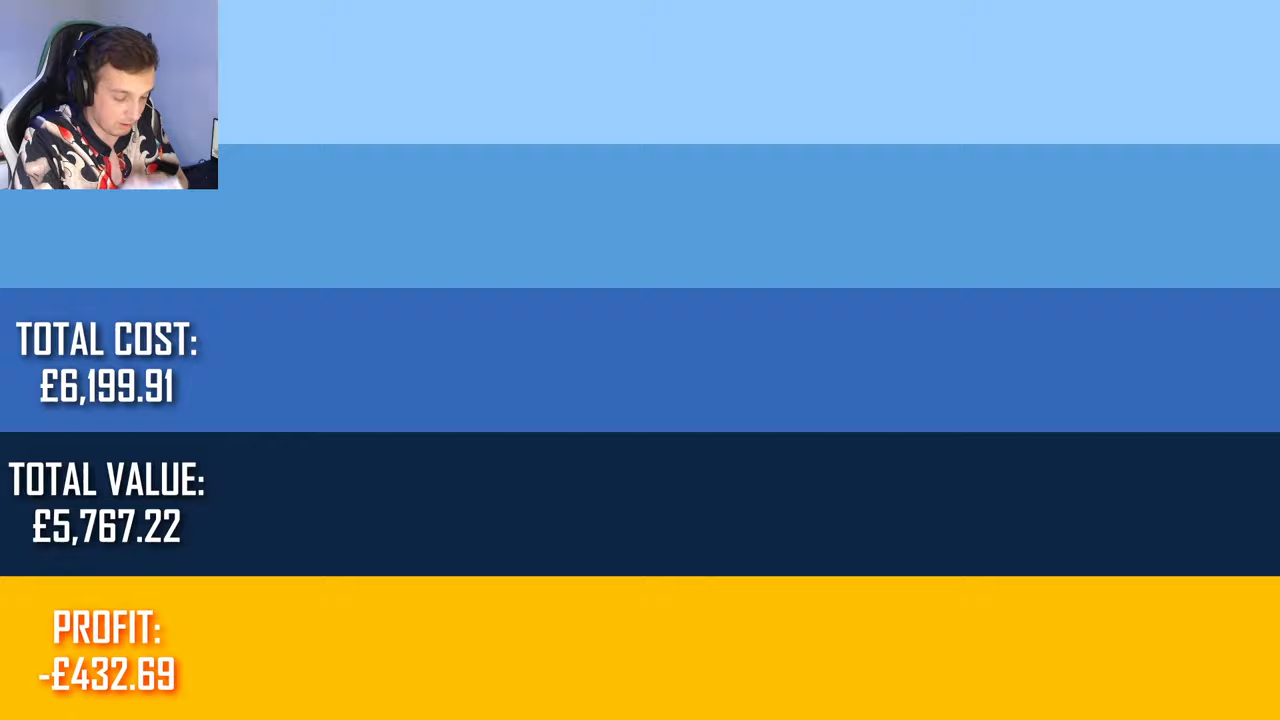 TOTAL COST:
£6,199.91
TOTAL VALUE:
£5,767.22
PROFIT:
-£432.69